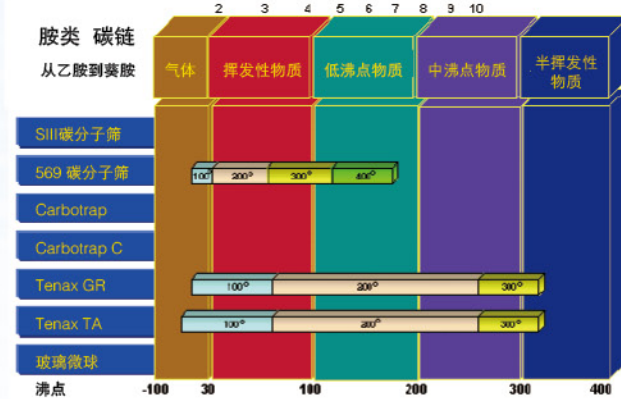 2 3 4 5 6 7 8 9 10
胺类 碳链
从乙胺到葵胺
气体 挥发性物质 低沸点物质 中沸点物质 半挥发性
物质
SIII碳分子筛
569 碳分子筛 100 200° 300° 400°
Carbotrap
Carbotrap C
Tenax GR 100° 200° 300°
Tenax TA 100° 200° 300°
玻璃微球
沸点 -100 30 100 200 300 400